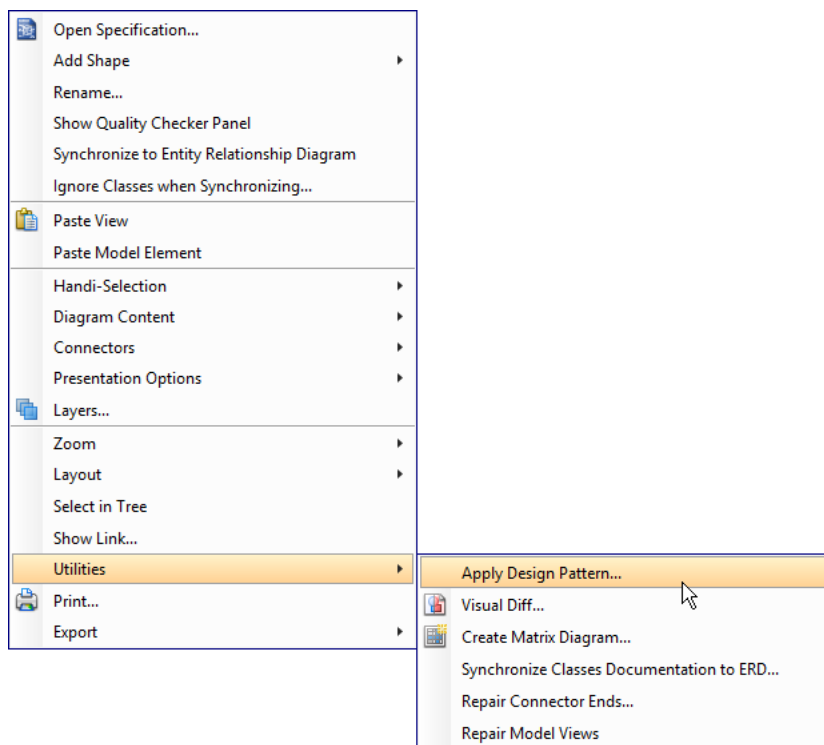 Open Specification...
Add Shape
Rename...
Show Quality Checker Panel
Synchronize to Entity Relationship Diagram
Ignore Classes when Synchronizing...
Paste View
Paste Model Element
Handi-Selection
Diagram Content
Connectors
Presentation Options
Layers...
Zoom
Layout
Select in Tree
Show Link...
Utilities
Print...
Export
Apply Design Pattern...
Visual Diff...
Create Matrix Diagram...
Synchronize Classes Documentation to ERD...
Repair Connector Ends...
Repair Model Views